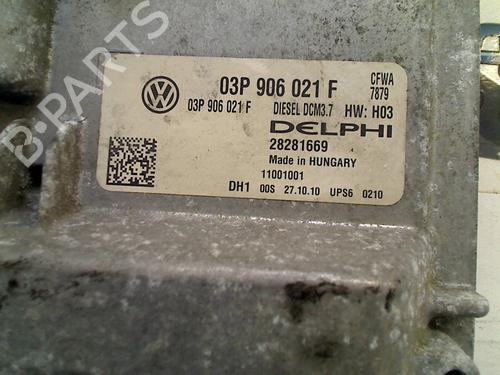 03P 906 021 F
CFWA
7879
03P 906 021 F DIESEL DCM3.7 HW: H03
DELPHI
28281669
Made in HUNGARY
11001001
DH1 00S 27.10.10 UPS6 0210
B-PARTS